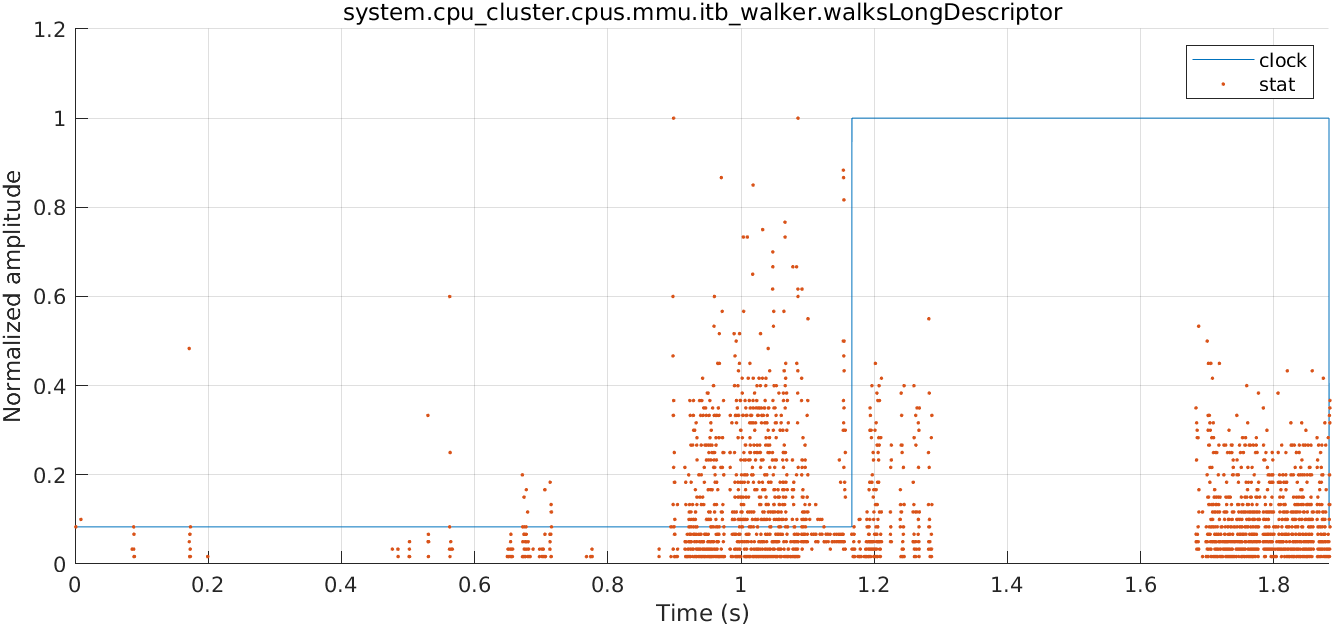 system.cpu_cluster.cpus.mmu.itb_walker.walksLongDescriptor
1.2
1
0.8
0.6
0.4
0.2
0
Normalized amplitude
clock
stat
0 0.2 0.4 0.6 0.8 1 1.2 1.4 1.6 1.8
Time (s)